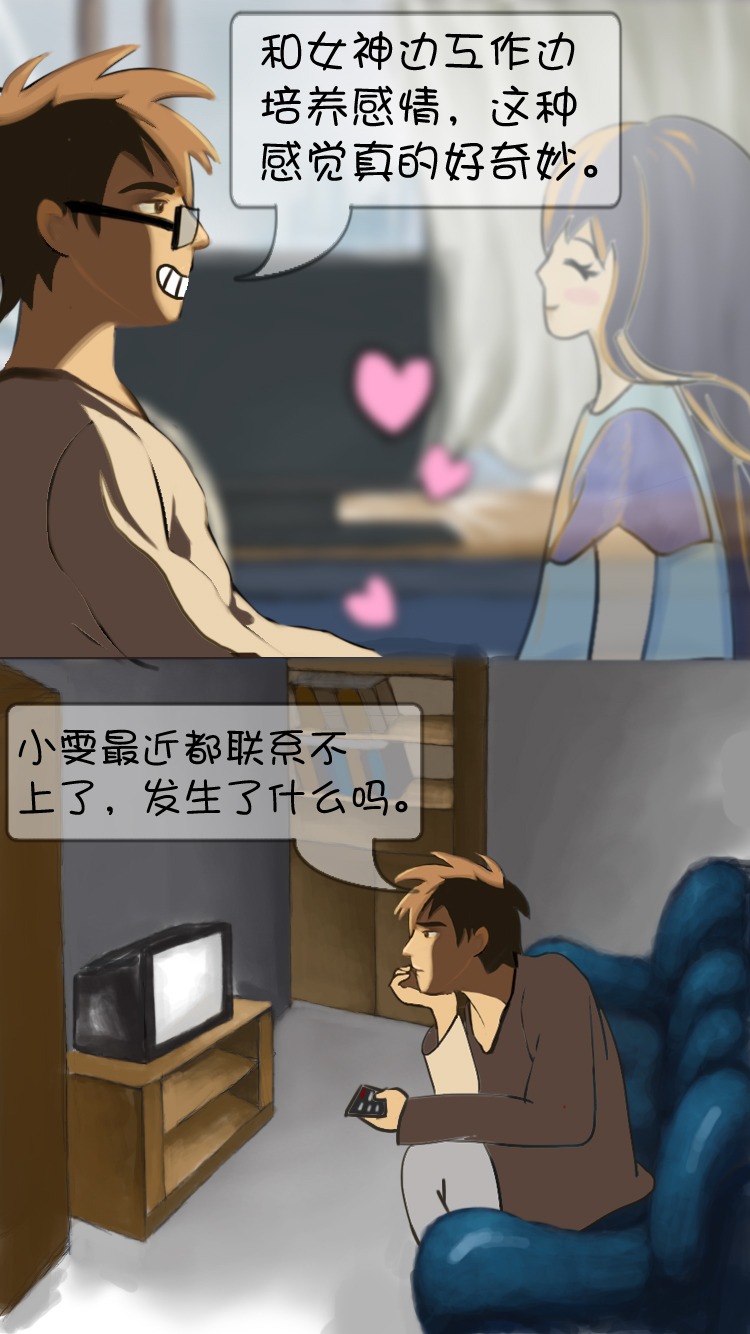 和女神边互作边
培养感情，这种
感觉真的好奇妙。
小雯最近都联系不
上了，发生了什么吗。